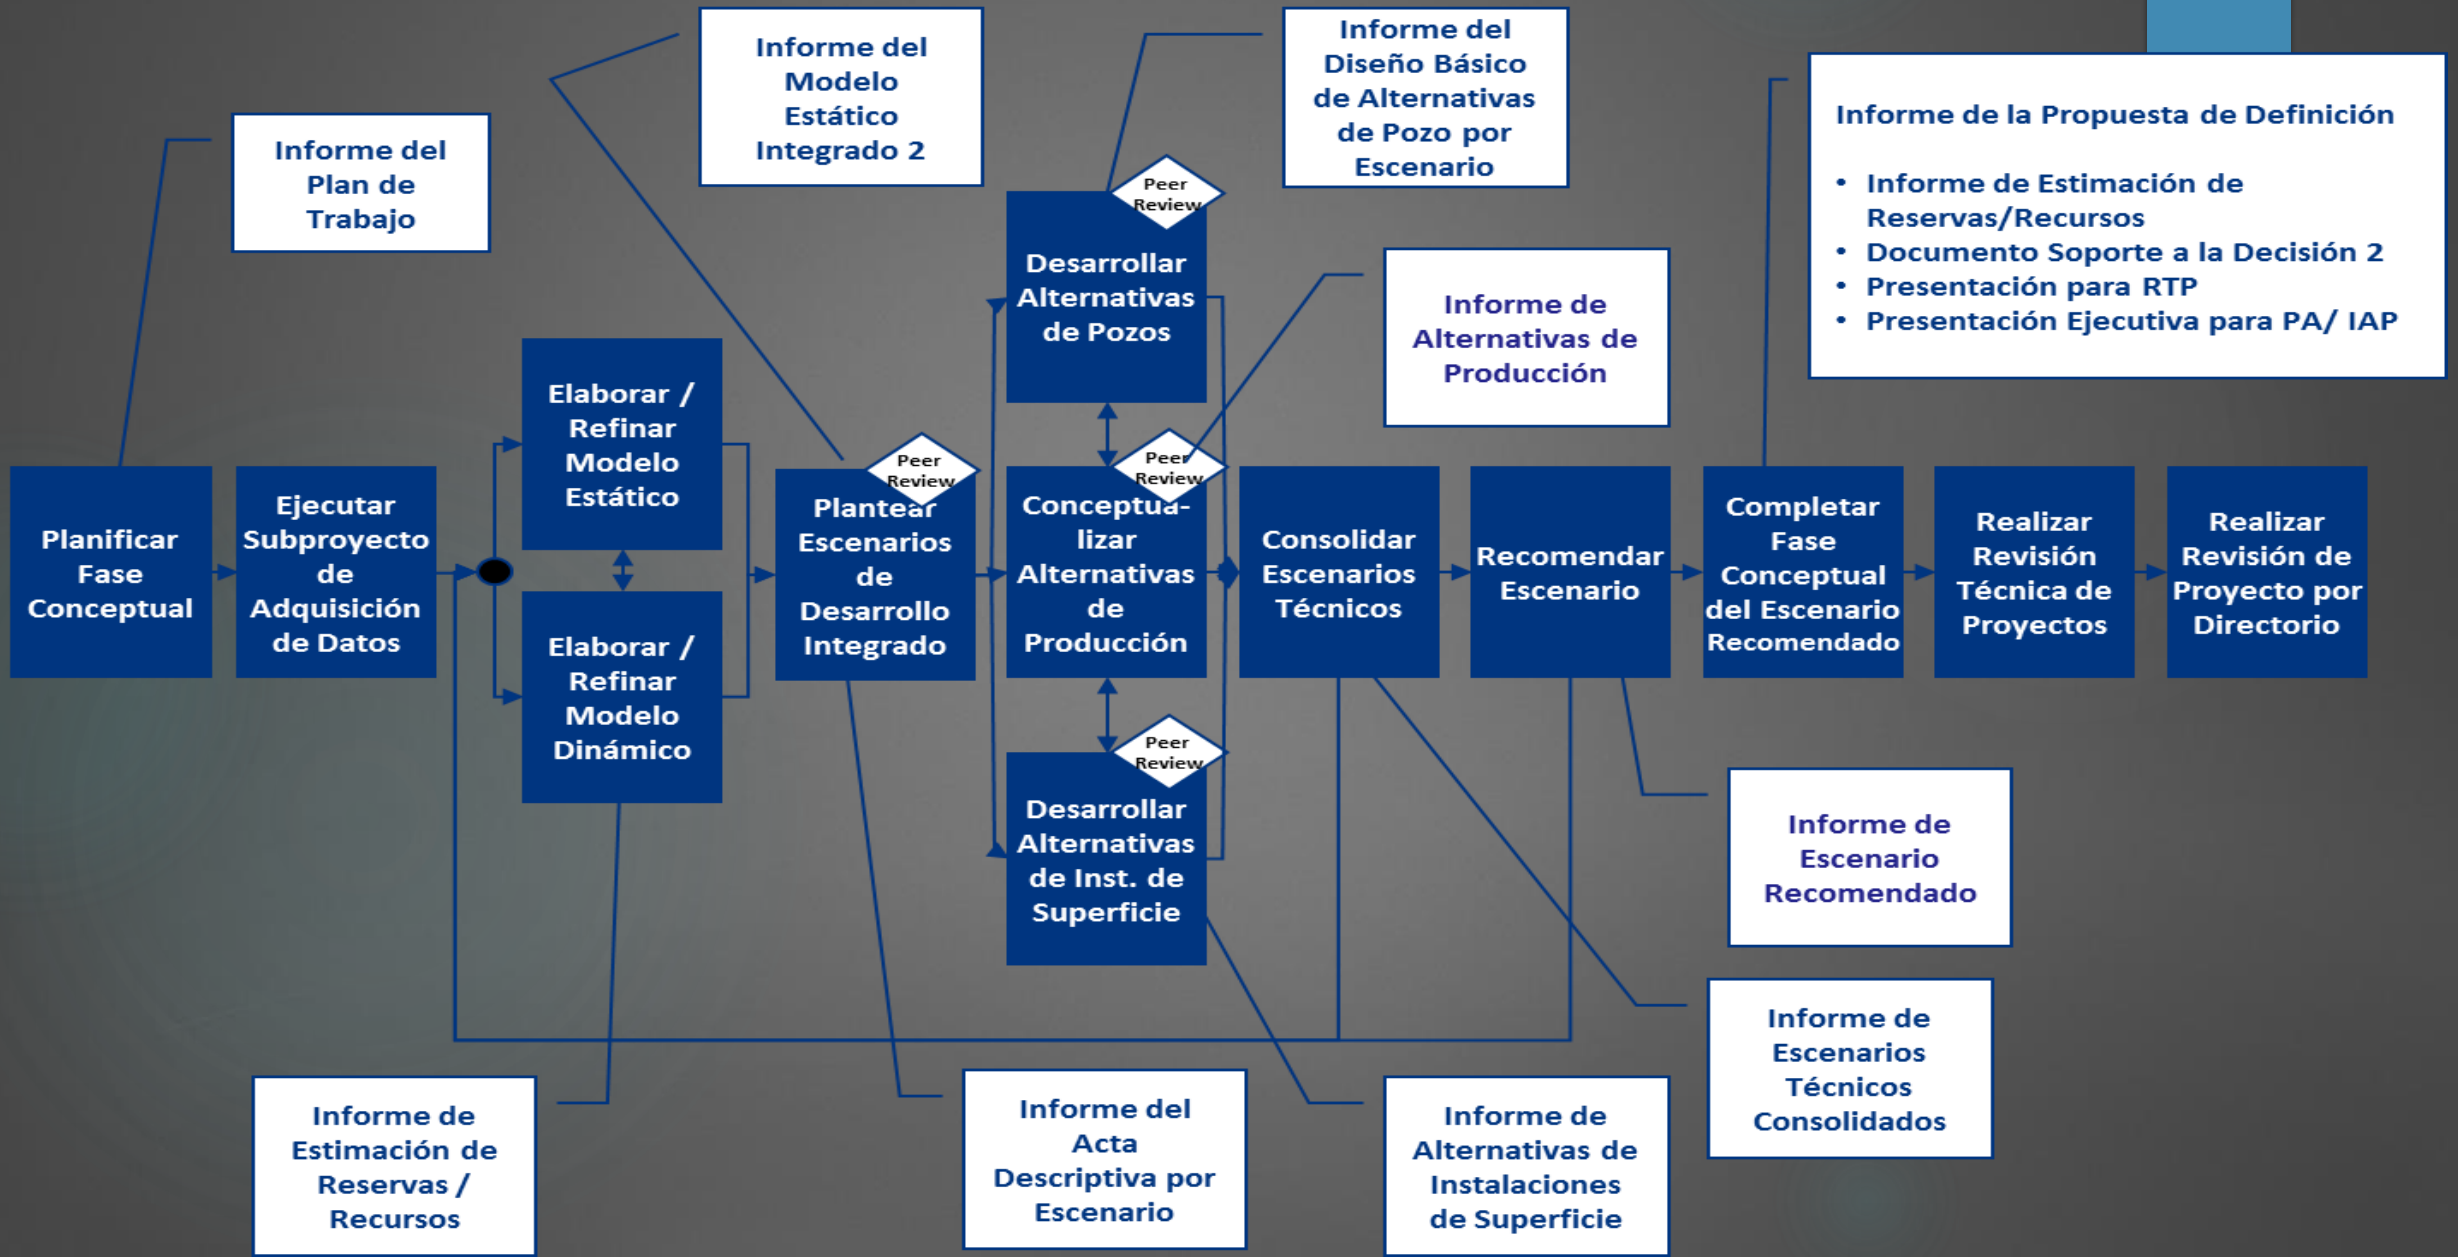 Informe del
Plan de
Trabajo
Informe del
Modelo
Estático
Integrado 2
Informe del
Diseño Básico
de Alternativas
de Pozo por
Escenario
Informe de la Propuesta de Definición
• Informe de Estimación de
Reservas/Recursos
• Documento Soporte a la Decisión 2
• Presentación para RTP
• Presentación Ejecutiva para PA/ IAP
Informe de
Alternativas de
Producción
Planificar
Fase
Conceptual
Ejecutar
Subproyecto
de
Adquisición
de Datos
Elaborar /
Refinar
Modelo
Estático
Elaborar /
Refinar
Modelo
Dinámico
Peer
Review
Plantear
Escenarios
de
Desarrollo
Integrado
Peer
Review
Desarrollar
Alternativas
de Pozos
Peer
Review
Conceptua-
lizar
Alternativas
de
Producción
Peer
Review
Desarrollar
Alternativas
de Inst. de
Superficie
Consolidar
Escenarios
Técnicos
Recomendar
Escenario
Completar
Fase
Conceptual
del Escenario
Recomendado
Realizar
Revisión
Técnica de
Proyectos
Realizar
Revisión de
Proyecto por
Directorio
Informe de
Escenario
Recomendado
Informe de
Escenarios
Técnicos
Consolidados
Informe de
Estimación de
Reservas /
Recursos
Informe del
Acta
Descriptiva por
Escenario
Informe de
Alternativas de
Instalaciones
de Superficie